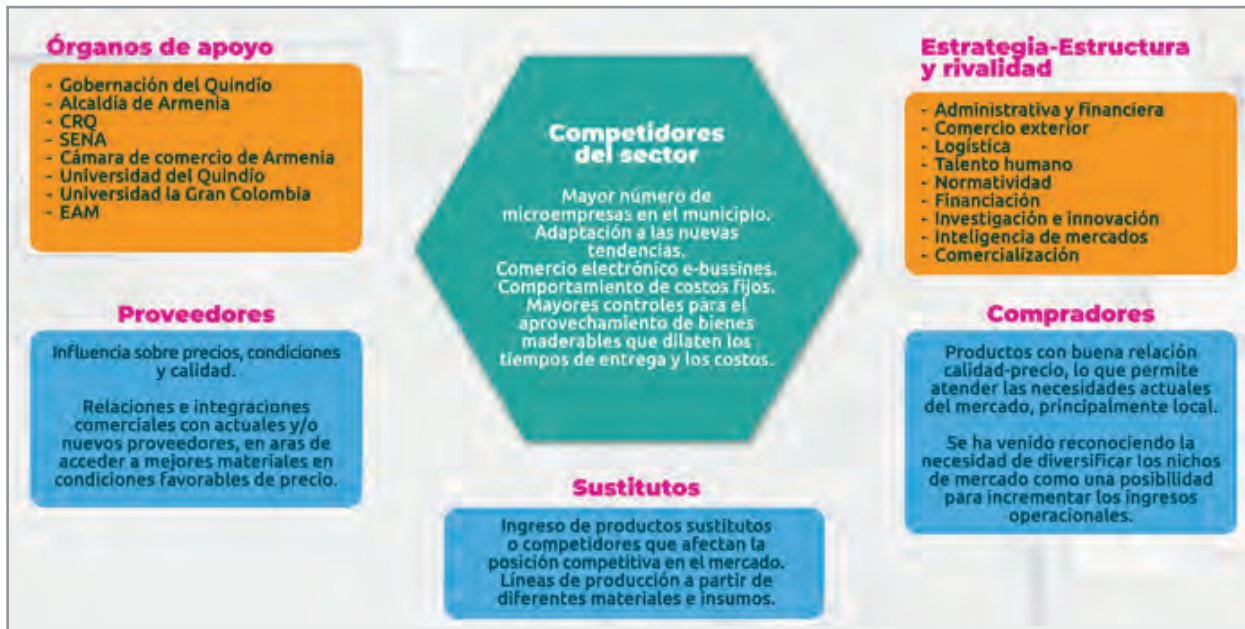 Órganos de apoyo
- Gobernación del Quindío
- Alcaldía de Armenia
- CRQ
- SENA
- Cámara de comercio de Armenia
- Universidad del Quindío
- Universidad la Gran Colombia
- EAM
Competidores
del sector
Mayor número de
microempresas en el municipio.
Adaptación a las nuevas
tendencias.
Comercio electrónico e-bussines.
Comportamiento de costos fijos.
Mayores controles para el
aprovechamiento de bienes
maderables que dilaten los
tiempos de entrega y los costos.
Estrategia-Estructura
y rivalidad
- Administrativa y financiera
- Comercio exterior
- Logística
- Talento humano
- Normatividad
- Financiación
- Investigación e innovación
- Inteligencia de mercados
- Comercialización
Proveedores
Influencia sobre precios, condiciones
y calidad.
Relaciones e integraciones
comerciales con actuales y/o
nuevos proveedores, en aras de
acceder a mejores materiales en
condiciones favorables de precio.
Sustitutos
Ingreso de productos sustitutos
o competidores que afectan la
posición competitiva en el mercado.
Líneas de producción a partir de
diferentes materiales e insumos.
Compradores
Productos con buena relación
calidad-precio, lo que permite
atender las necesidades actuales
del mercado, principalmente local.
Se ha venido reconociendo la
necesidad de diversificar los nichos
de mercado como una posibilidad
para incrementar los ingresos
operacionales.